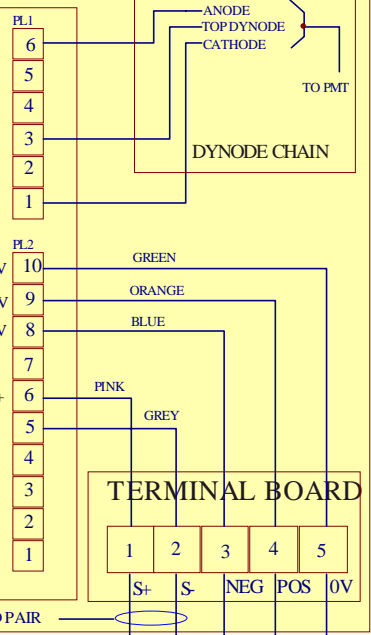 PL1
ANODE
TOP DYNODE
CATHODE
TO PMT
DYNODE CHAIN
6
5
4
3
2
1
PL2
V 10 GREEN
V 9 ORANGE
V 8 BLUE
7
+ 6 PINK
5 GREY
4
3
2
1
TERMINAL BOARD
1 2 3 4 5
S+ S- NEG POS 0V
PAIR